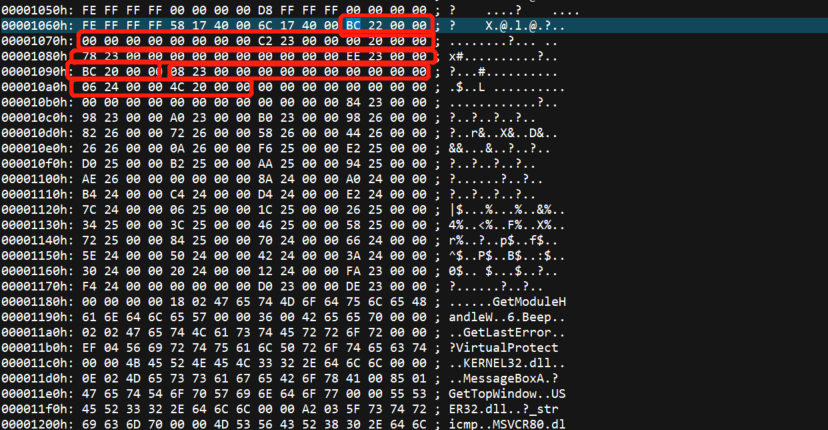 00001050h: FE FF FF FF 00 00 00 00 D8 FF FF FF 00 00 00 00 ; ?    ....?    ....
00001060h: FE FF FF FF 58 17 40 00 6C 17 40 00 BC 22 00 00 ; ?   X.@.l.@.?..
00001070h: 00 00 00 00 00 00 00 00 C2 23 00 00 00 20 00 00 ; ........?... ..
00001080h: 78 23 00 00 00 00 00 00 00 00 00 00 EE 23 00 00 ; x#..........?..
00001090h: BC 20 00 00 08 23 00 00 00 00 00 00 00 00 00 00 ; ?...#..........
000010a0h: 06 24 00 00 4C 20 00 00 00 00 00 00 00 00 00 00 ; .$..L ..........
000010b0h: 00 00 00 00 00 00 00 00 00 00 00 00 84 23 00 00 ; ............?..
000010c0h: 98 23 00 00 A0 23 00 00 B0 23 00 00 98 26 00 00 ; ?..?..?..?..
000010d0h: 82 26 00 00 72 26 00 00 58 26 00 00 44 26 00 00 ; ?..r&..X&..D&..
000010e0h: 26 26 00 00 0A 26 00 00 F6 25 00 00 E2 25 00 00 ; &&...&..?..?..
000010f0h: D0 25 00 00 B2 25 00 00 AA 25 00 00 94 25 00 00 ; ?..?..?..?..
00001100h: AE 26 00 00 00 00 00 00 8A 24 00 00 A0 24 00 00 ; ?......?..?..
00001110h: B4 24 00 00 C4 24 00 00 D4 24 00 00 E2 24 00 00 ; ?..?..?..?..
00001120h: 7C 24 00 00 06 25 00 00 1C 25 00 00 26 25 00 00 ; |$...%...%..&%..
00001130h: 34 25 00 00 3C 25 00 00 46 25 00 00 58 25 00 00 ; 4%..<%..F%..X%..
00001140h: 72 25 00 00 84 25 00 00 70 24 00 00 66 24 00 00 ; r%..?..p$..f$..
00001150h: 5E 24 00 00 50 24 00 00 42 24 00 00 3A 24 00 00 ; ^$..P$..B$..:$..
00001160h: 30 24 00 00 20 24 00 00 12 24 00 00 FA 23 00 00 ; 0$.. $...$..?..
00001170h: F4 24 00 00 00 00 00 00 D0 23 00 00 DE 23 00 00 ; ?......?..?..
00001180h: 00 00 00 00 18 02 47 65 74 4D 6F 64 75 6C 65 48 ; ......GetModuleH
00001190h: 61 6E 64 6C 65 57 00 00 36 00 42 65 65 70 00 00 ; andleW..6.Beep..
000011a0h: 02 02 47 65 74 4C 61 73 74 45 72 72 6F 72 00 00 ; ..GetLastError..
000011b0h: EF 04 56 69 72 74 75 61 6C 50 72 6F 74 65 63 74 ; ?VirtualProtect
000011c0h: 00 00 4B 45 52 4E 45 4C 33 32 2E 64 6C 6C 00 00 ; ..KERNEL32.dll..
000011d0h: 0E 02 4D 65 73 73 61 67 65 42 6F 78 41 00 85 01 ; ..MessageBoxA.?
000011e0h: 47 65 74 54 6F 70 57 69 6E 64 6F 77 00 00 55 53 ; GetTopWindow..US
000011f0h: 45 52 33 32 2E 64 6C 6C 00 00 A2 03 5F 73 74 72 ; ER32.dll..?_str
00001200h: 69 63 6D 70 00 00 4D 53 56 43 52 38 30 2E 64 6C ; icmp..MSVCR80.dl